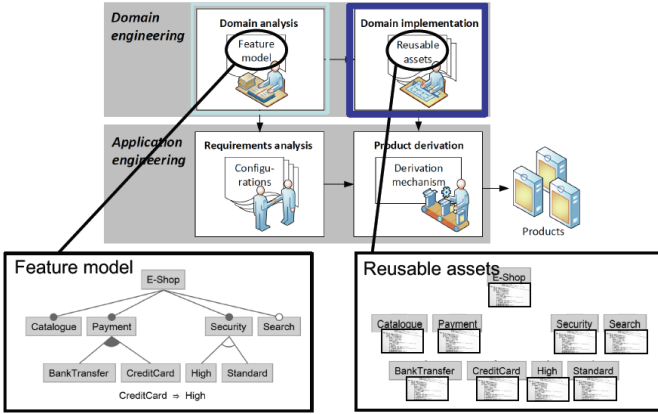 Domain engineering
Domain analysis
Feature model
Domain implementation
Reusable assets
Application engineering
Requirements analysis
Configu-
rations
Product derivation
Derivation mechanism
Products
Feature model
E-Shop
Catalogue Payment Security Search
BankTransfer CreditCard High Standard
CreditCard ⇒ High
Reusable assets
E-Shop
Catalogue Payment Security Search
BankTransfer CreditCard High Standard